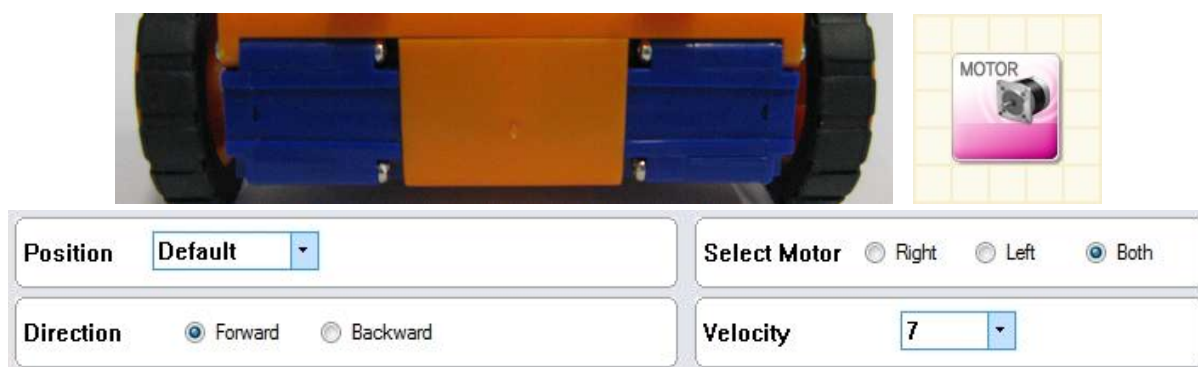 MOTOR
Position Default
Select Motor Right Left Both
Direction Forward Backward
Velocity 7